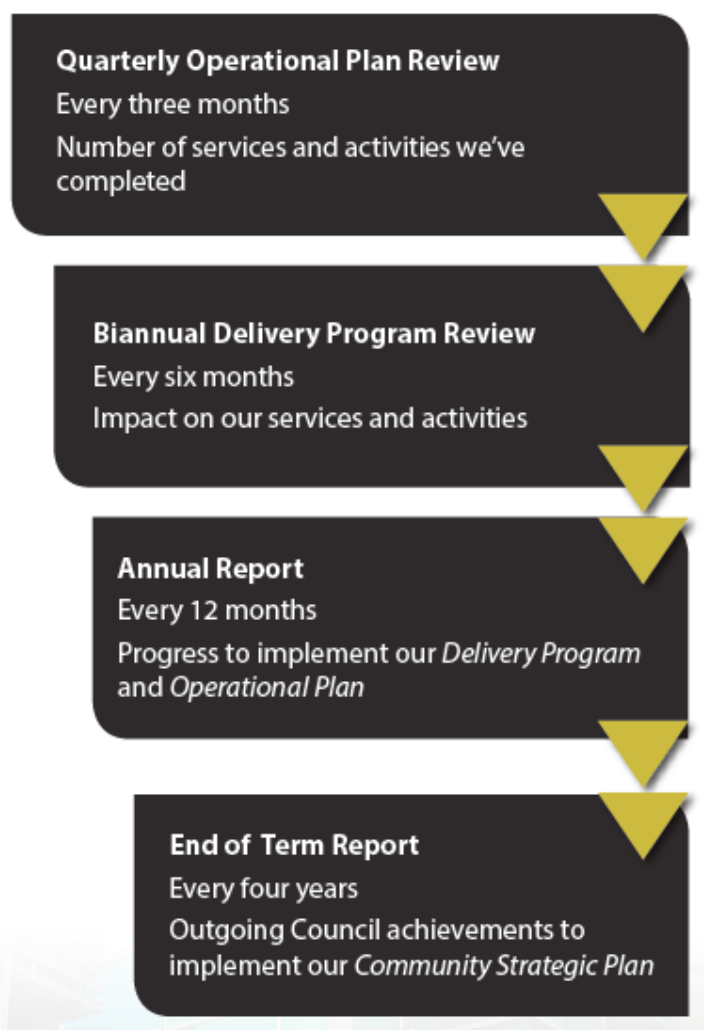 Quarterly Operational Plan Review
Every three months
Number of services and activities we’ve
completed
Biannual Delivery Program Review
Every six months
Impact on our services and activities
Annual Report
Every 12 months
Progress to implement our Delivery Program
and Operational Plan
End of Term Report
Every four years
Outgoing Council achievements to
implement our Community Strategic Plan